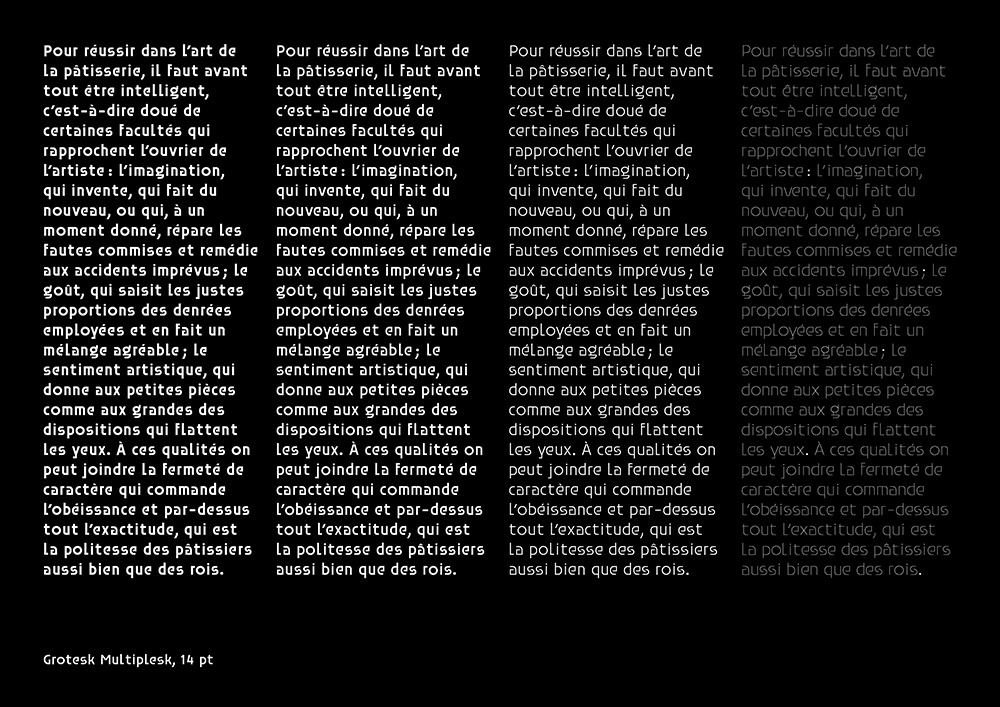 Pour réussir dans l’art de
la pâtisserie, il faut avant
tout être intelligent,
c’est-à-dire doué de
certaines facultés qui
rapprochent l’ouvrier de
l’artiste : l’imagination,
qui invente, qui fait du
nouveau, ou qui, à un
moment donné, répare les
fautes commises et remédie
aux accidents imprévus ; le
goût, qui saisit les justes
proportions des denrées
employées et en fait un
mélange agréable ; le
sentiment artistique, qui
donne aux petites pièces
comme aux grandes des
dispositions qui flattent
les yeux. À ces qualités on
peut joindre la fermeté de
caractère qui commande
l’obéissance et par-dessus
tout l’exactitude, qui est
la politesse des pâtissiers
aussi bien que des rois.
Pour réussir dans l’art de
la pâtisserie, il faut avant
tout être intelligent,
c’est-à-dire doué de
certaines facultés qui
rapprochent l’ouvrier de
l’artiste : l’imagination,
qui invente, qui fait du
nouveau, ou qui, à un
moment donné, répare les
fautes commises et remédie
aux accidents imprévus ; le
goût, qui saisit les justes
proportions des denrées
employées et en fait un
mélange agréable ; le
sentiment artistique, qui
donne aux petites pièces
comme aux grandes des
dispositions qui flattent
les yeux. À ces qualités on
peut joindre la fermeté de
caractère qui commande
l’obéissance et par-dessus
tout l’exactitude, qui est
la politesse des pâtissiers
aussi bien que des rois.
Pour réussir dans l’art de
la pâtisserie, il faut avant
tout être intelligent,
c’est-à-dire doué de
certaines facultés qui
rapprochent l’ouvrier de
l’artiste : l’imagination,
qui invente, qui fait du
nouveau, ou qui, à un
moment donné, répare les
fautes commises et remédie
aux accidents imprévus ; le
goût, qui saisit les justes
proportions des denrées
employées et en fait un
mélange agréable ; le
sentiment artistique, qui
donne aux petites pièces
comme aux grandes des
dispositions qui flattent
les yeux. À ces qualités on
peut joindre la fermeté de
caractère qui commande
l’obéissance et par-dessus
tout l’exactitude, qui est
la politesse des pâtissiers
aussi bien que des rois.
Pour réussir dans l’art de
la pâtisserie, il faut avant
tout être intelligent,
c’est-à-dire doué de
certaines facultés qui
rapprochent l’ouvrier de
l’artiste : l’imagination,
qui invente, qui fait du
nouveau, ou qui, à un
moment donné, répare les
fautes commises et remédie
aux accidents imprévus ; le
goût, qui saisit les justes
proportions des denrées
employées et en fait un
mélange agréable ; le
sentiment artistique, qui
donne aux petites pièces
comme aux grandes des
dispositions qui flattent
les yeux. À ces qualités on
peut joindre la fermeté de
caractère qui commande
l’obéissance et par-dessus
tout l’exactitude, qui est
la politesse des pâtissiers
aussi bien que des rois.
Grotesk Multiplesk, 14 pt